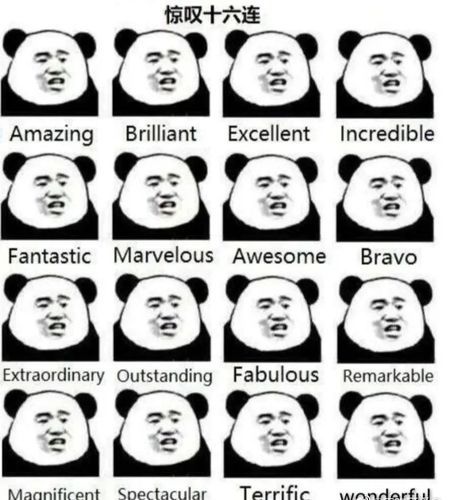 惊叹十六连
Amazing Brilliant Excellent Incredible
Fantastic Marvelous Awesome Bravo
Extraordinary Outstanding Fabulous Remarkable
Magnificent Spectacular Terrific wonderful